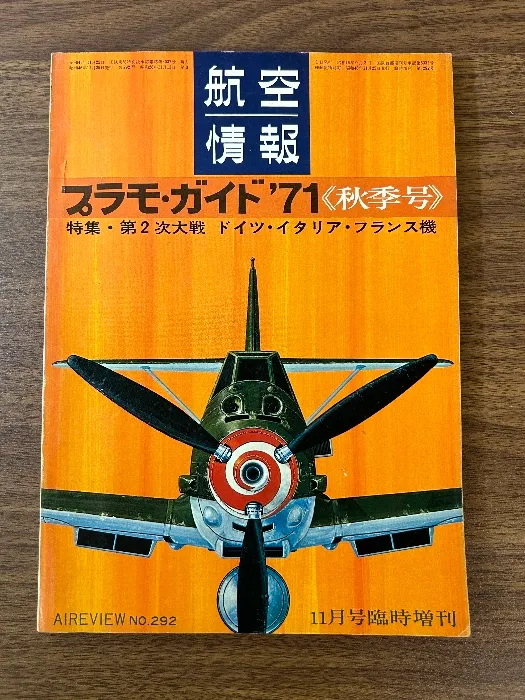 航空
情報
プラモ・ガイド'71《秋季号》
特集・第2次大戦 ドイツ・イタリア・フランス機
AIREVIEW NO.292
11月号臨時増刊